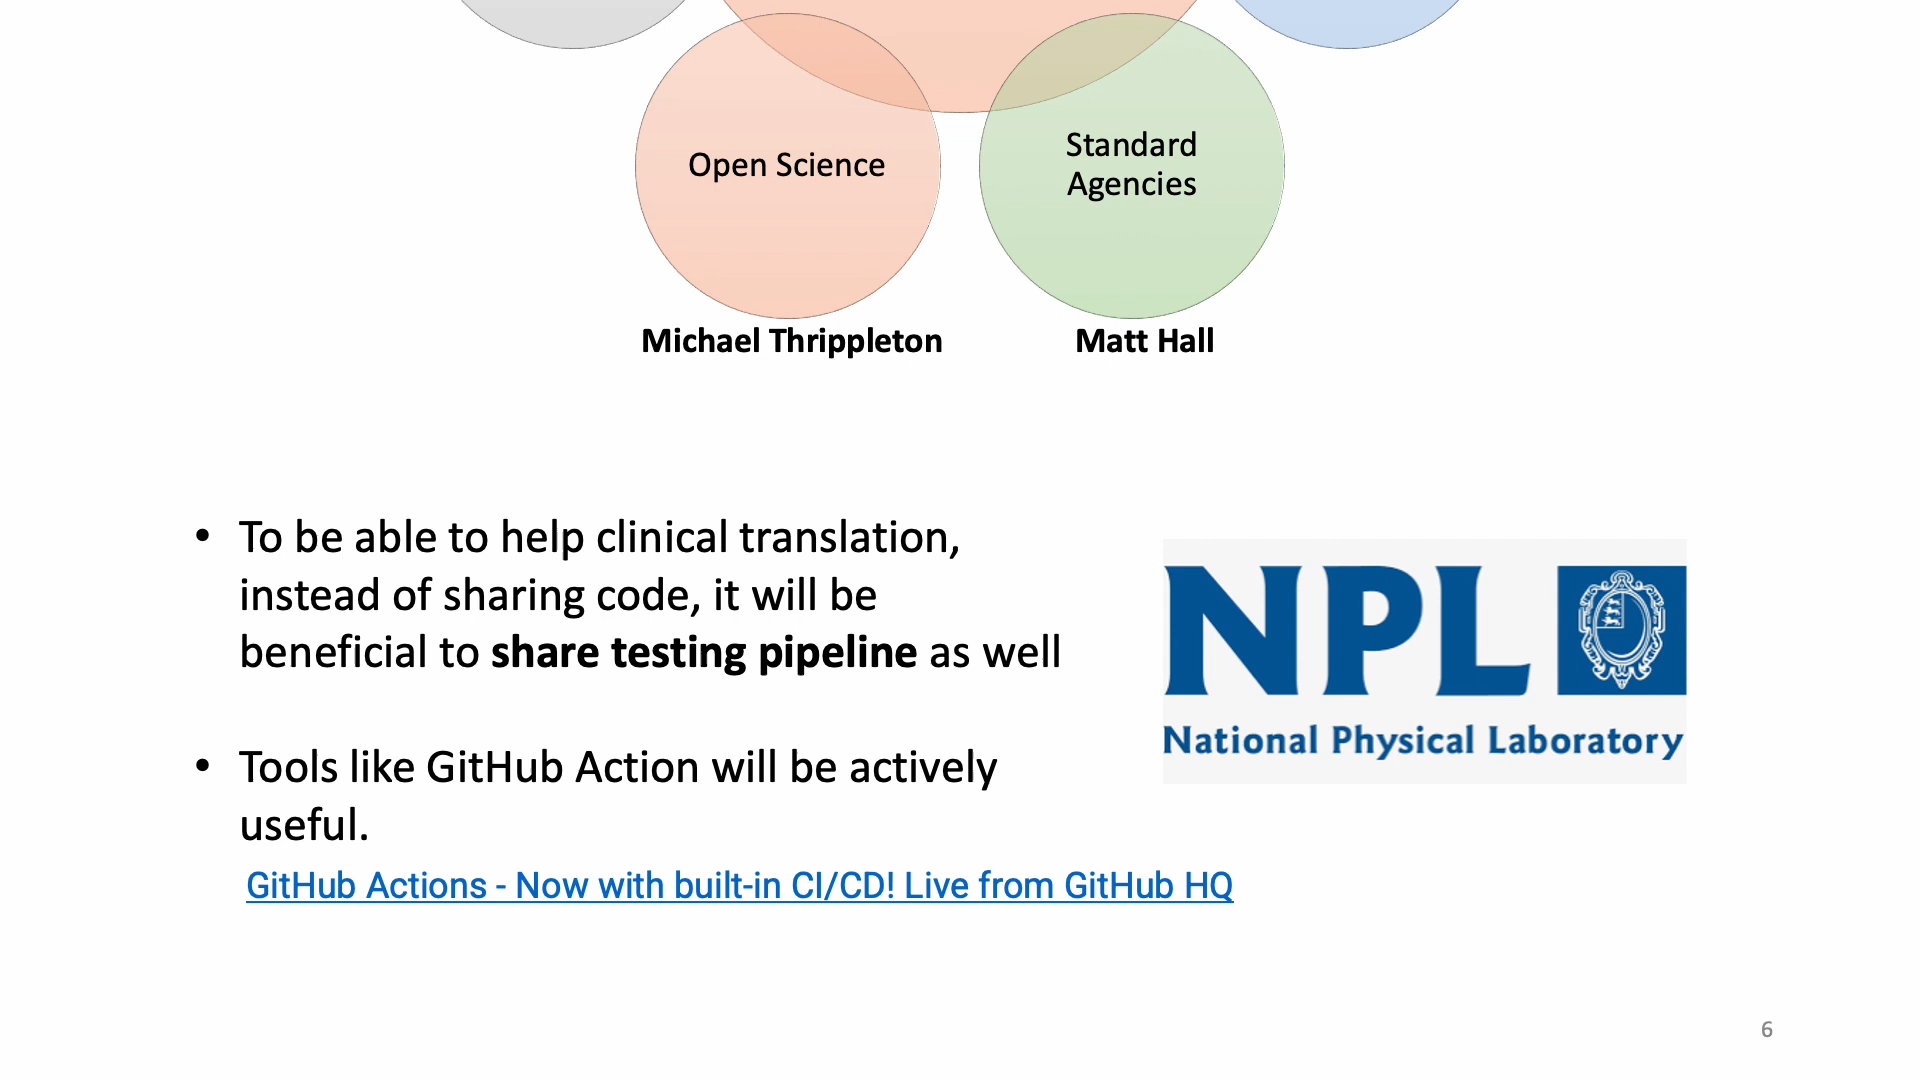 Open Science
Standard
Agencies
Michael Thrippleton
Matt Hall
• To be able to help clinical translation,
instead of sharing code, it will be
beneficial to share testing pipeline as well
NPL
National Physical Laboratory
• Tools like GitHub Action will be actively
useful.
GitHub Actions - Now with built-in CI/CD! Live from GitHub HQ
6